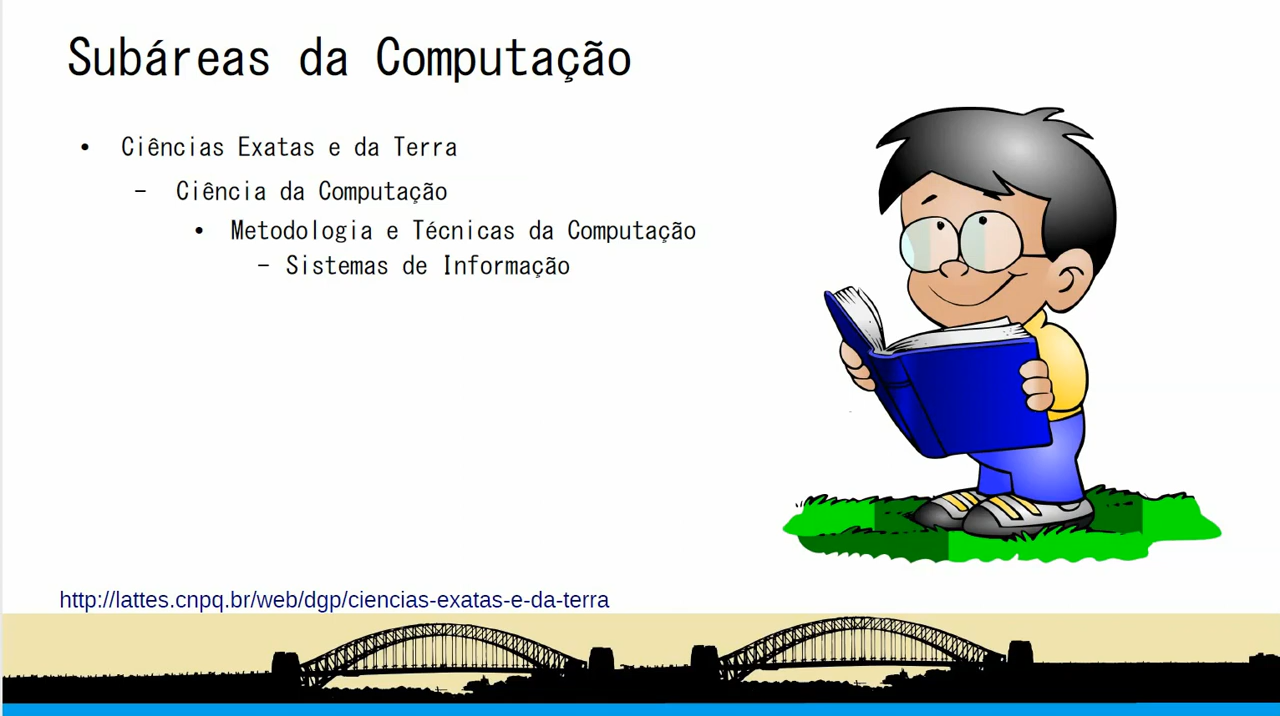 Subáreas da Computação
• Ciências Exatas e da Terra
– Ciência da Computação
• Metodologia e Técnicas da Computação
– Sistemas de Informação
http://lattes.cnpq.br/web/dgp/ciencias-exatas-e-da-terra